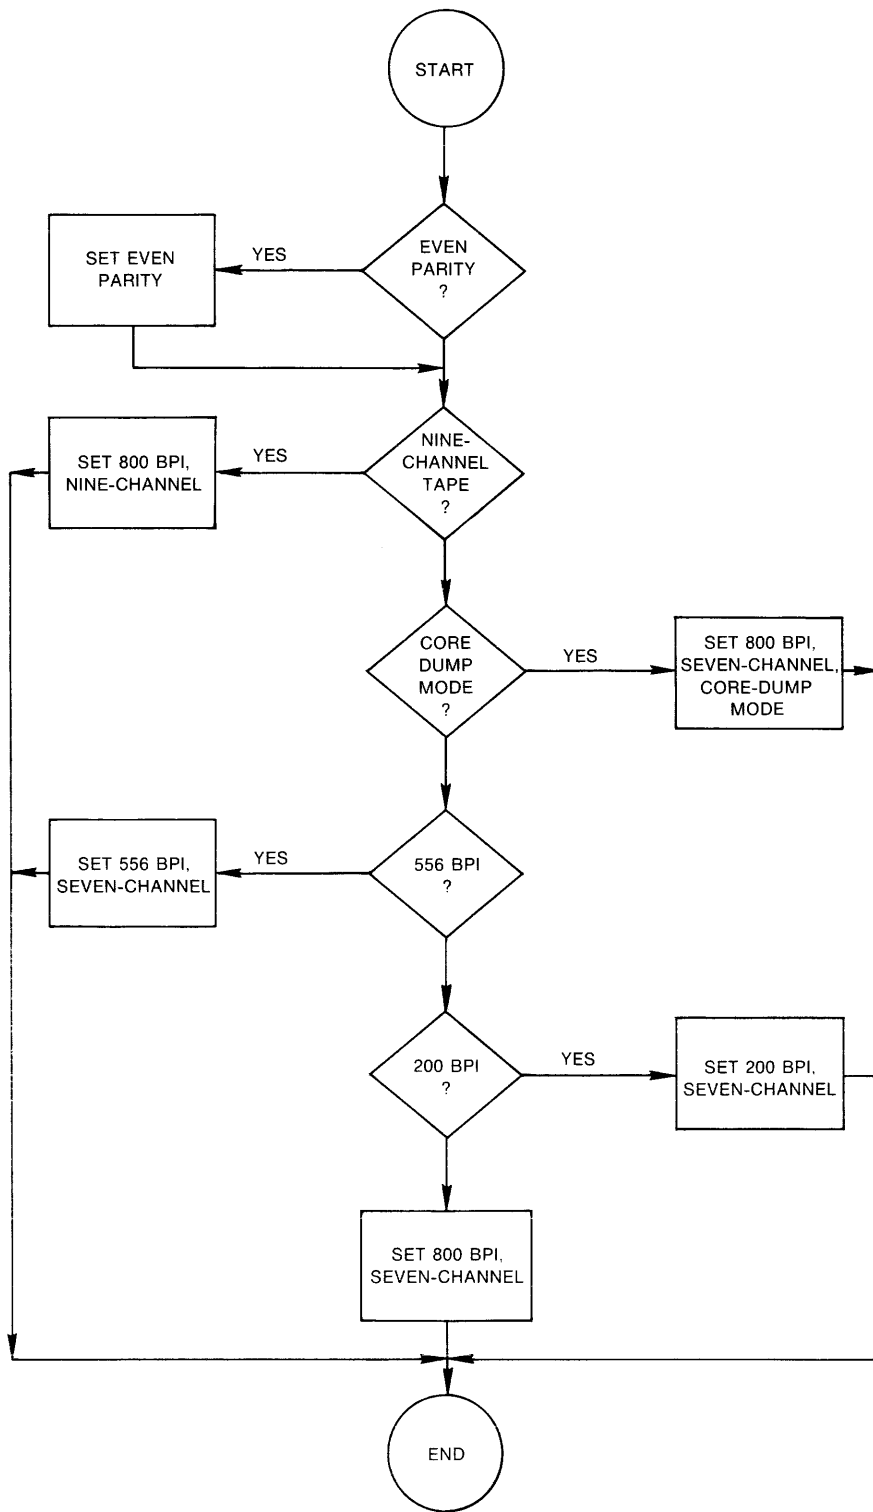 START
EVEN
PARITY
?
YES
SET EVEN
PARITY
NINE-
CHANNEL
TAPE
?
YES
SET 800 BPI,
NINE-CHANNEL
CORE
DUMP
MODE
?
YES
SET 800 BPI,
SEVEN-CHANNEL,
CORE-DUMP
MODE
556 BPI
?
YES
SET 556 BPI,
SEVEN-CHANNEL
200 BPI
?
YES
SET 200 BPI,
SEVEN-CHANNEL
SET 800 BPI,
SEVEN-CHANNEL
END